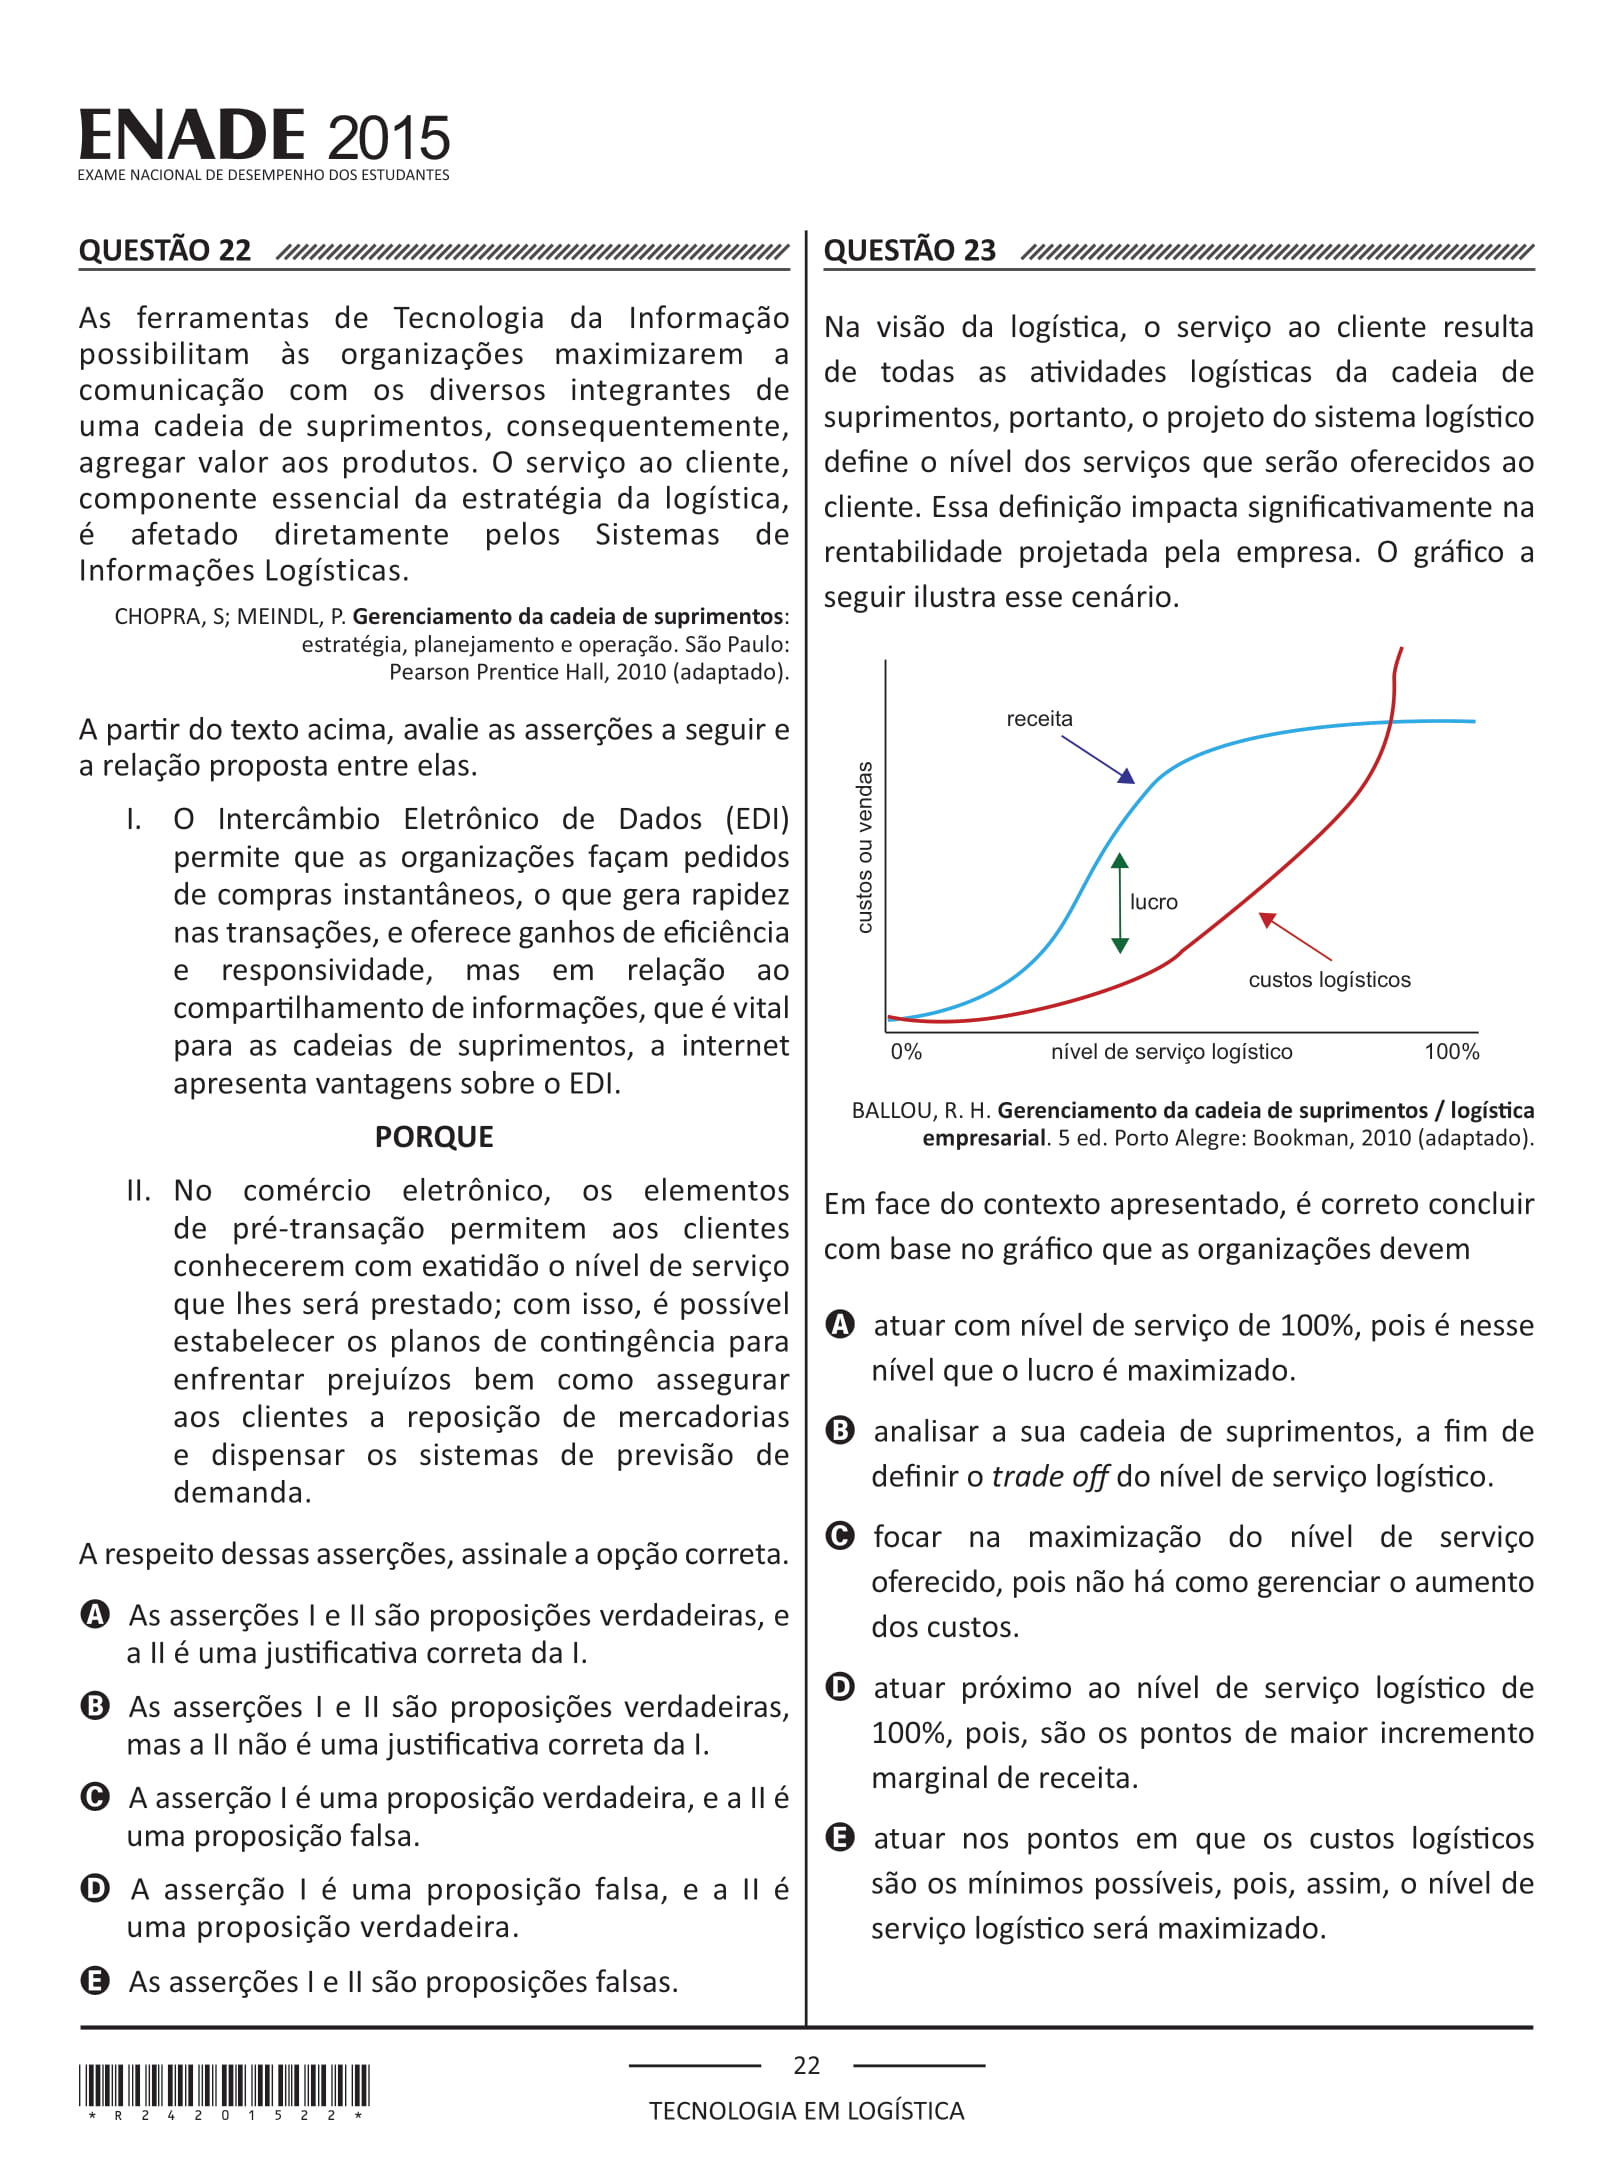 ENADE 2015
EXAME NACIONAL DE DESEMPENHO DOS ESTUDANTES
QUESTÃO 22
As ferramentas de Tecnologia da Informação
possibilitam às organizações maximizarem a
comunicação com os diversos integrantes de
uma cadeia de suprimentos, consequentemente,
agregar valor aos produtos. O serviço ao cliente,
componente essencial da estratégia da logística,
é afetado diretamente pelos Sistemas de
Informações Logísticas.
CHOPRA, S; MEINDL, P. Gerenciamento da cadeia de suprimentos:
estratégia, planejamento e operação. São Paulo:
Pearson Prentice Hall, 2010 (adaptado).
A partir do texto acima, avalie as asserções a seguir e
a relação proposta entre elas.
I. O Intercâmbio Eletrônico de Dados (EDI)
permite que as organizações façam pedidos
de compras instantâneos, o que gera rapidez
nas transações, e oferece ganhos de eficiência
e responsividade, mas em relação ao
compartilhamento de informações, que é vital
para as cadeias de suprimentos, a internet
apresenta vantagens sobre o EDI.
PORQUE
II. No comércio eletrônico, os elementos
de pré-transação permitem aos clientes
conhecerem com exatidão o nível de serviço
que lhes será prestado; com isso, é possível
estabelecer os planos de contingência para
enfrentar prejuízos bem como assegurar
aos clientes a reposição de mercadorias
e dispensar os sistemas de previsão de
demanda.
A respeito dessas asserções, assinale a opção correta.
A As asserções I e II são proposições verdadeiras, e
a II é uma justificativa correta da I.
B As asserções I e II são proposições verdadeiras,
mas a II não é uma justificativa correta da I.
C A asserção I é uma proposição verdadeira, e a II é
uma proposição falsa.
D A asserção I é uma proposição falsa, e a II é
uma proposição verdadeira.
E As asserções I e II são proposições falsas.
QUESTÃO 23
Na visão da logística, o serviço ao cliente resulta
de todas as atividades logísticas da cadeia de
suprimentos, portanto, o projeto do sistema logístico
define o nível dos serviços que serão oferecidos ao
cliente. Essa definição impacta significativamente na
rentabilidade projetada pela empresa. O gráfico a
seguir ilustra esse cenário.
receita
custos ou vendas
lucro
custos logísticos
0% nível de serviço logístico 100%
BALLOU, R. H. Gerenciamento da cadeia de suprimentos / logística
empresarial. 5 ed. Porto Alegre: Bookman, 2010 (adaptado).
Em face do contexto apresentado, é correto concluir
com base no gráfico que as organizações devem
A atuar com nível de serviço de 100%, pois é nesse
nível que o lucro é maximizado.
B analisar a sua cadeia de suprimentos, a fim de
definir o trade off do nível de serviço logístico.
C focar na maximização do nível de serviço
oferecido, pois não há como gerenciar o aumento
dos custos.
D atuar próximo ao nível de serviço logístico de
100%, pois, são os pontos de maior incremento
marginal de receita.
E atuar nos pontos em que os custos logísticos
são os mínimos possíveis, pois, assim, o nível de
serviço logístico será maximizado.
*R24201522*
22
TECNOLOGIA EM LOGÍSTICA